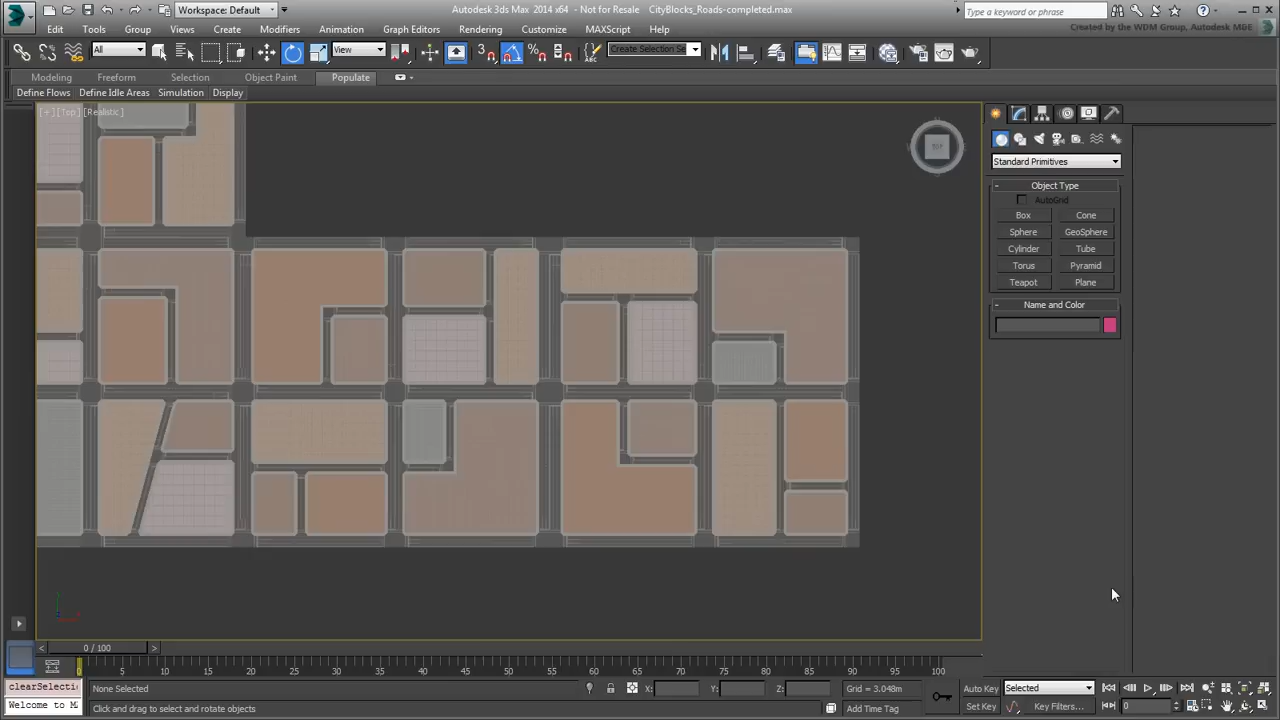 Workspace: Default
Autodesk 3ds Max 2014 x64 - Not for Resale CityBlocks_Roads-completed.max
Type a keyword or phrase
Edit Tools Group Views Create Modifiers Animation Graph Editors Rendering Customize MAXScript Help
Created by the WDM Group, Autodesk MGE
All
View
Create Selection Se
Modeling Freeform Selection Object Paint Populate
Define Flows Define Idle Areas Simulation Display
[+] [Top] [Realistic]
TOP
Standard Primitives
Object Type
AutoGrid
Box Cone
Sphere GeoSphere
Cylinder Tube
Torus Pyramid
Teapot Plane
Name and Color
0 / 100
0 5 10 15 20 25 30 35 40 45 50 55 60 65 70 75 80 85 90 95 100
clearSelecti None Selected X: Y: Z: Grid = 3.048m Auto Key Selected
Welcome to M Click and drag to select and rotate objects Add Time Tag Set Key Key Filters... 0